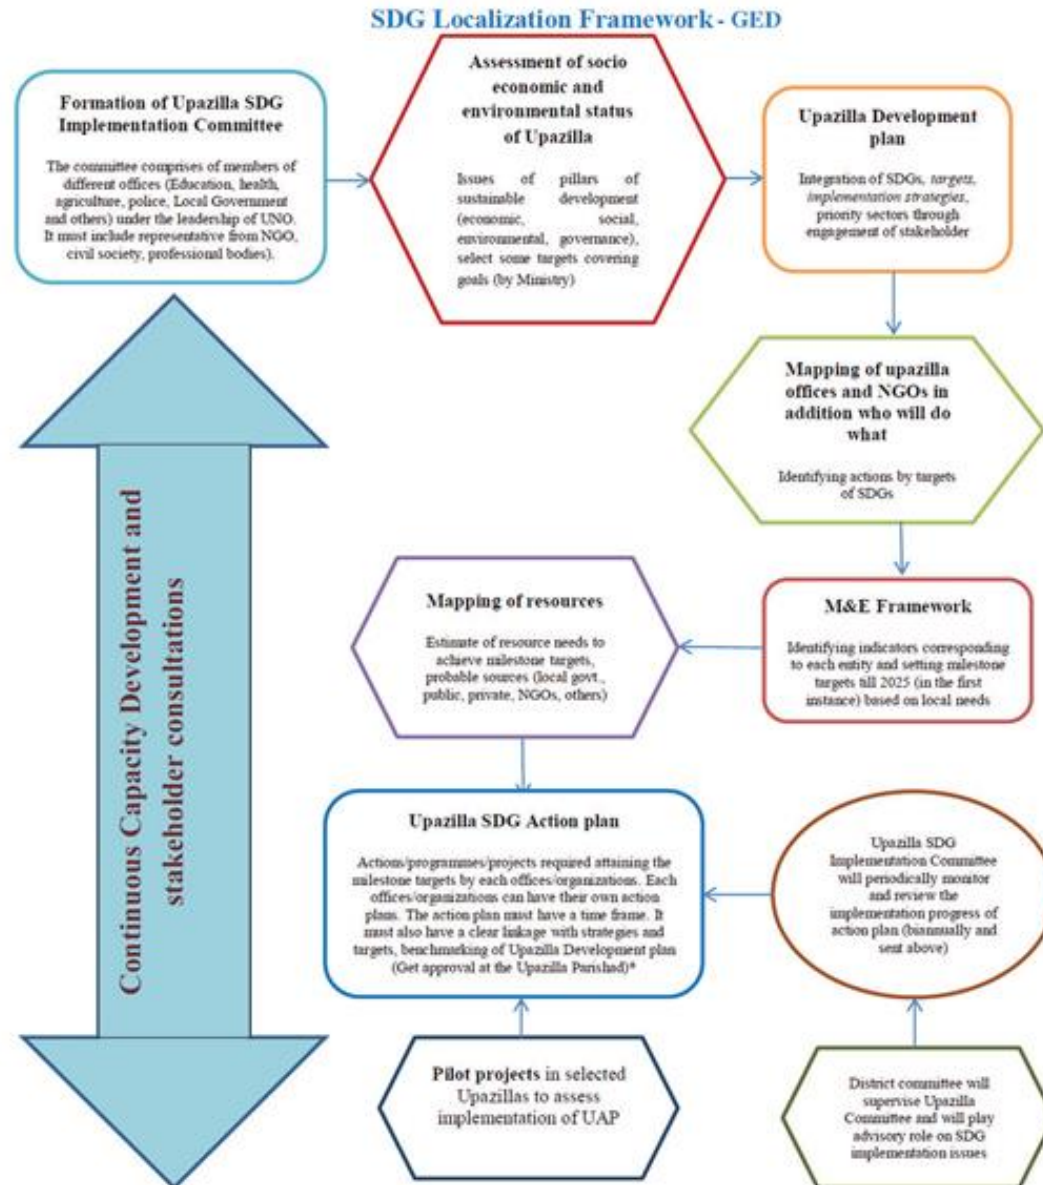 SDG Localization Framework - GED
Formation of Upazilla SDG
Implementation Committee
The committee comprises of members of
different offices (Education, health,
agriculture, police, Local Government
and others) under the leadership of UNO.
It must include representative from NGO,
civil society, professional bodies).
Assessment of socio
economic and
environmental status
of Upazilla
Issues of pillars of
sustainable development
(economic, social,
environmental, governance),
select some targets covering
goals (by Ministry)
Upazilla Development
plan
Integration of SDGs, targets,
implementation strategies,
priority sectors through
engagement of stakeholder
Mapping of upazilla
offices and NGOs in
addition who will do
what
Identifying actions by targets
of SDGs
M&E Framework
Identifying indicators corresponding
to each entity and setting milestone
targets till 2025 (in the first
instance) based on local needs
Mapping of resources
Estimate of resource needs to
achieve milestone targets,
probable sources (local govt.,
public, private, NGOs, others)
Upazilla SDG Action plan
Actions/programmes/projects required attaining the
milestone targets by each offices/organizations. Each
offices/organizations can have their own action
plans. The action plan must have a time frame. It
must also have a clear linkage with strategies and
targets, benchmarking of Upazilla Development plan
(Get approval at the Upazilla Parishad)*
Upazilla SDG
Implementation Committee
will periodically monitor
and review the
implementation progress of
action plan (biannually and
sent above)
Pilot projects in selected
Upazillas to assess
implementation of UAP
District committee will
supervise Upazilla
Committee and will play
advisory role on SDG
implementation issues
Continuous Capacity Development and
stakeholder consultations